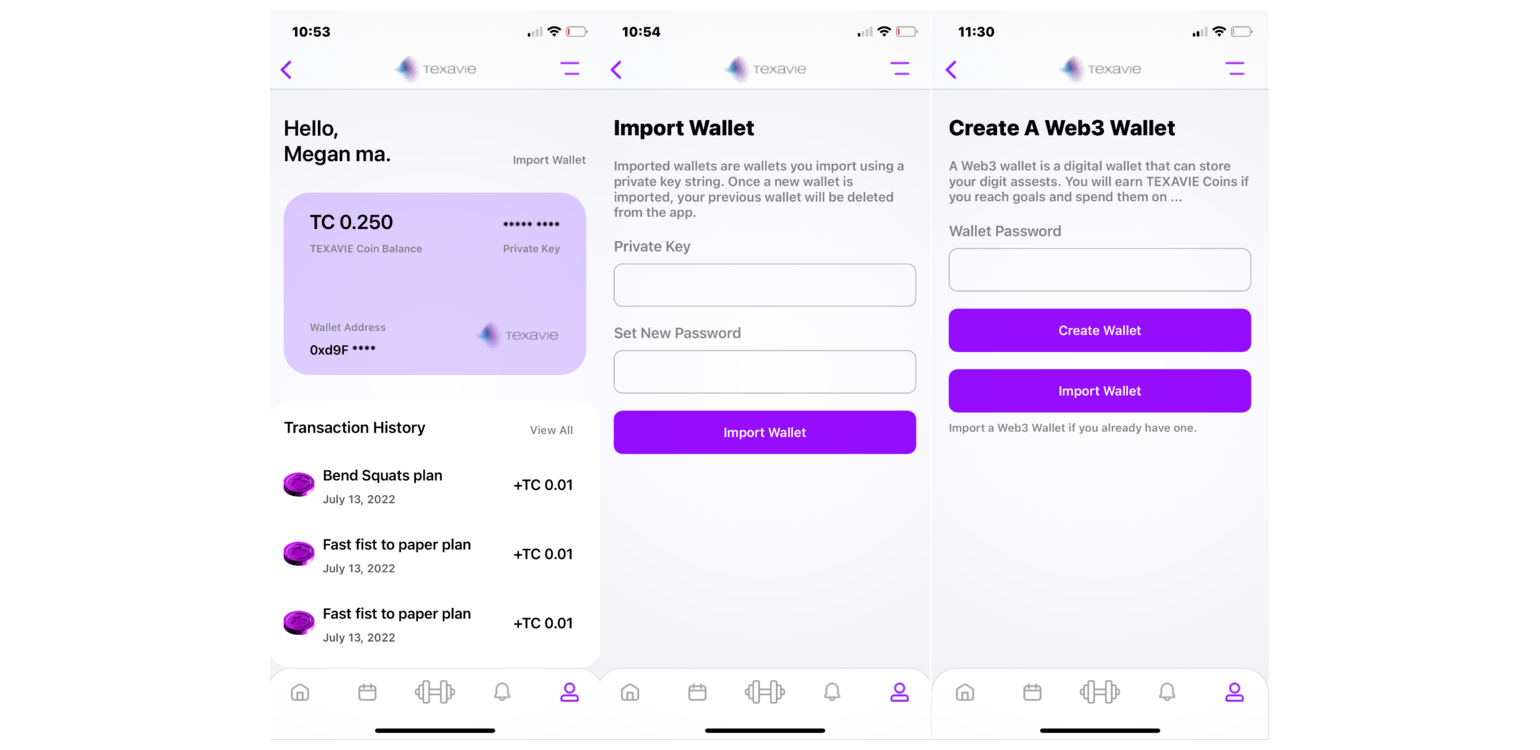 10:53
TEXAVIE
Hello,
Megan ma.
Import Wallet
TC 0.250
***** ****
TEXAVIE Coin Balance
Private Key
Wallet Address
TEXAVIE
0xd9F ****
Transaction History
View All
Bend Squats plan
+TC 0.01
July 13, 2022
Fast fist to paper plan
+TC 0.01
July 13, 2022
Fast fist to paper plan
+TC 0.01
July 13, 2022
10:54
TEXAVIE
Import Wallet
Imported wallets are wallets you import using a
private key string. Once a new wallet is
imported, your previous wallet will be deleted
from the app.
Private Key
Set New Password
Import Wallet
11:30
TEXAVIE
Create A Web3 Wallet
A Web3 wallet is a digital wallet that can store
your digit assests. You will earn TEXAVIE Coins if
you reach goals and spend them on ...
Wallet Password
Create Wallet
Import Wallet
Import a Web3 Wallet if you already have one.